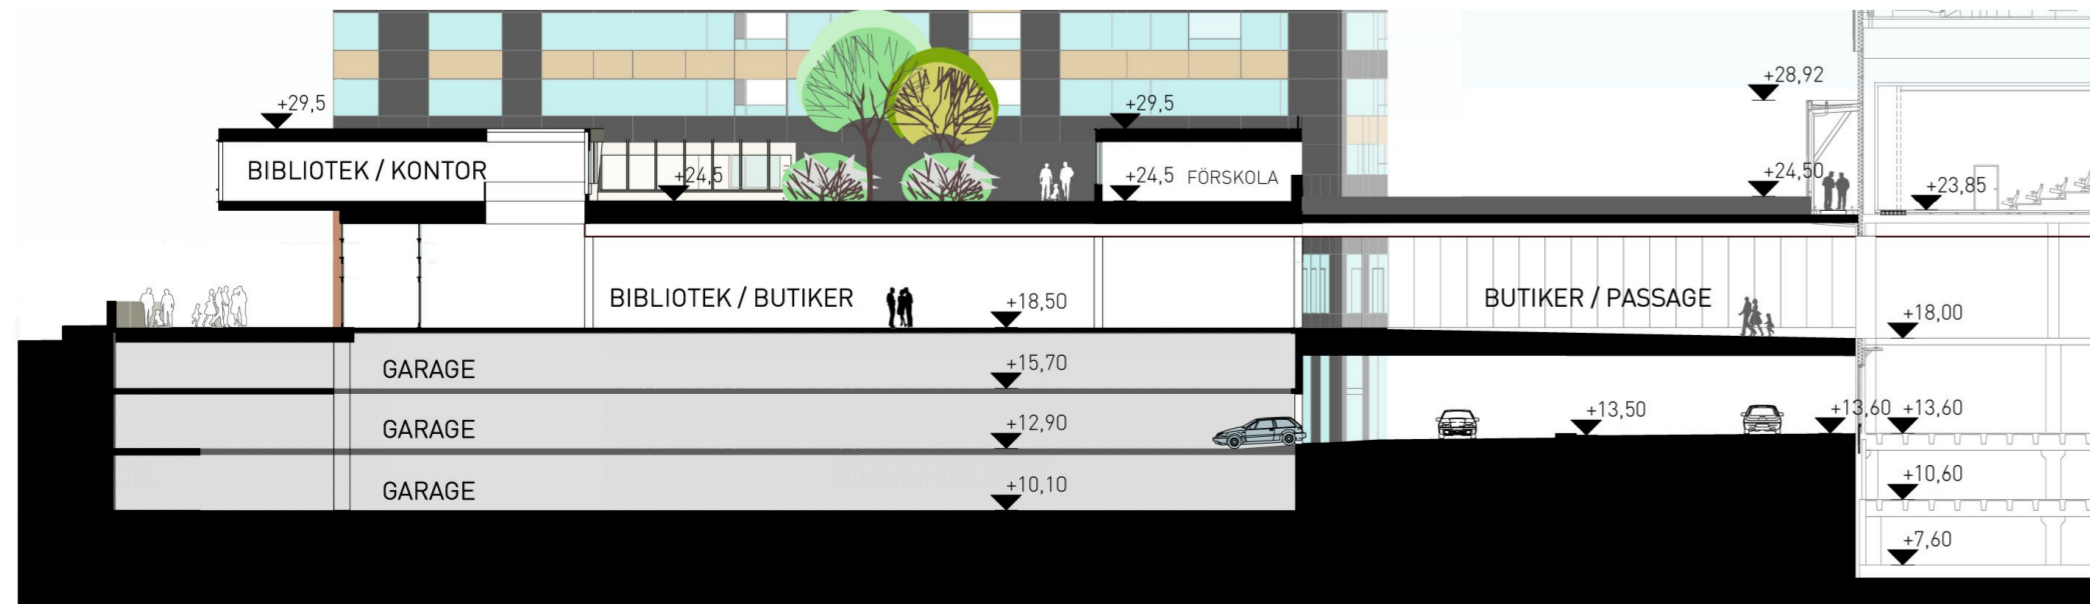 +28,92
+29,5
+29,5
BIBLIOTEK / KONTOR
+24,5
+24,5 FÖRSKOLA
+24,50
+23,85
BIBLIOTEK / BUTIKER
+18,50
BUTIKER / PASSAGE
+18,00
GARAGE
+15,70
GARAGE
+12,90
+13,50
+13,60
+13,60
GARAGE
+10,10
+10,60
+7,60